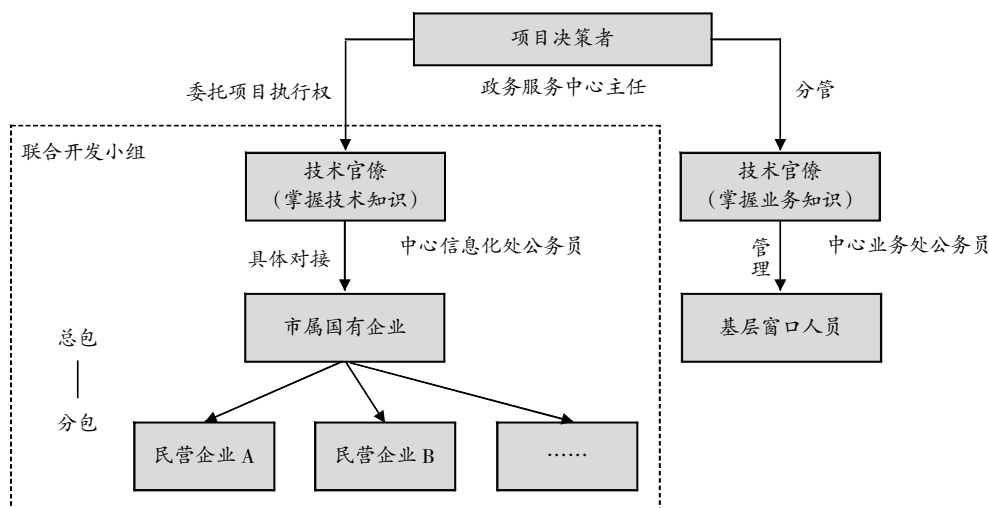 项目决策者
委托项目执行权
政务服务中心主任
分管
联合开发小组
技术官僚
（掌握技术知识）
技术官僚
（掌握业务知识）
具体对接
中心信息化处公务员
管
理
中心业务处公务员
市属国有企业
基层窗口人员
总包
分包
民营企业 A
民营企业 B
……